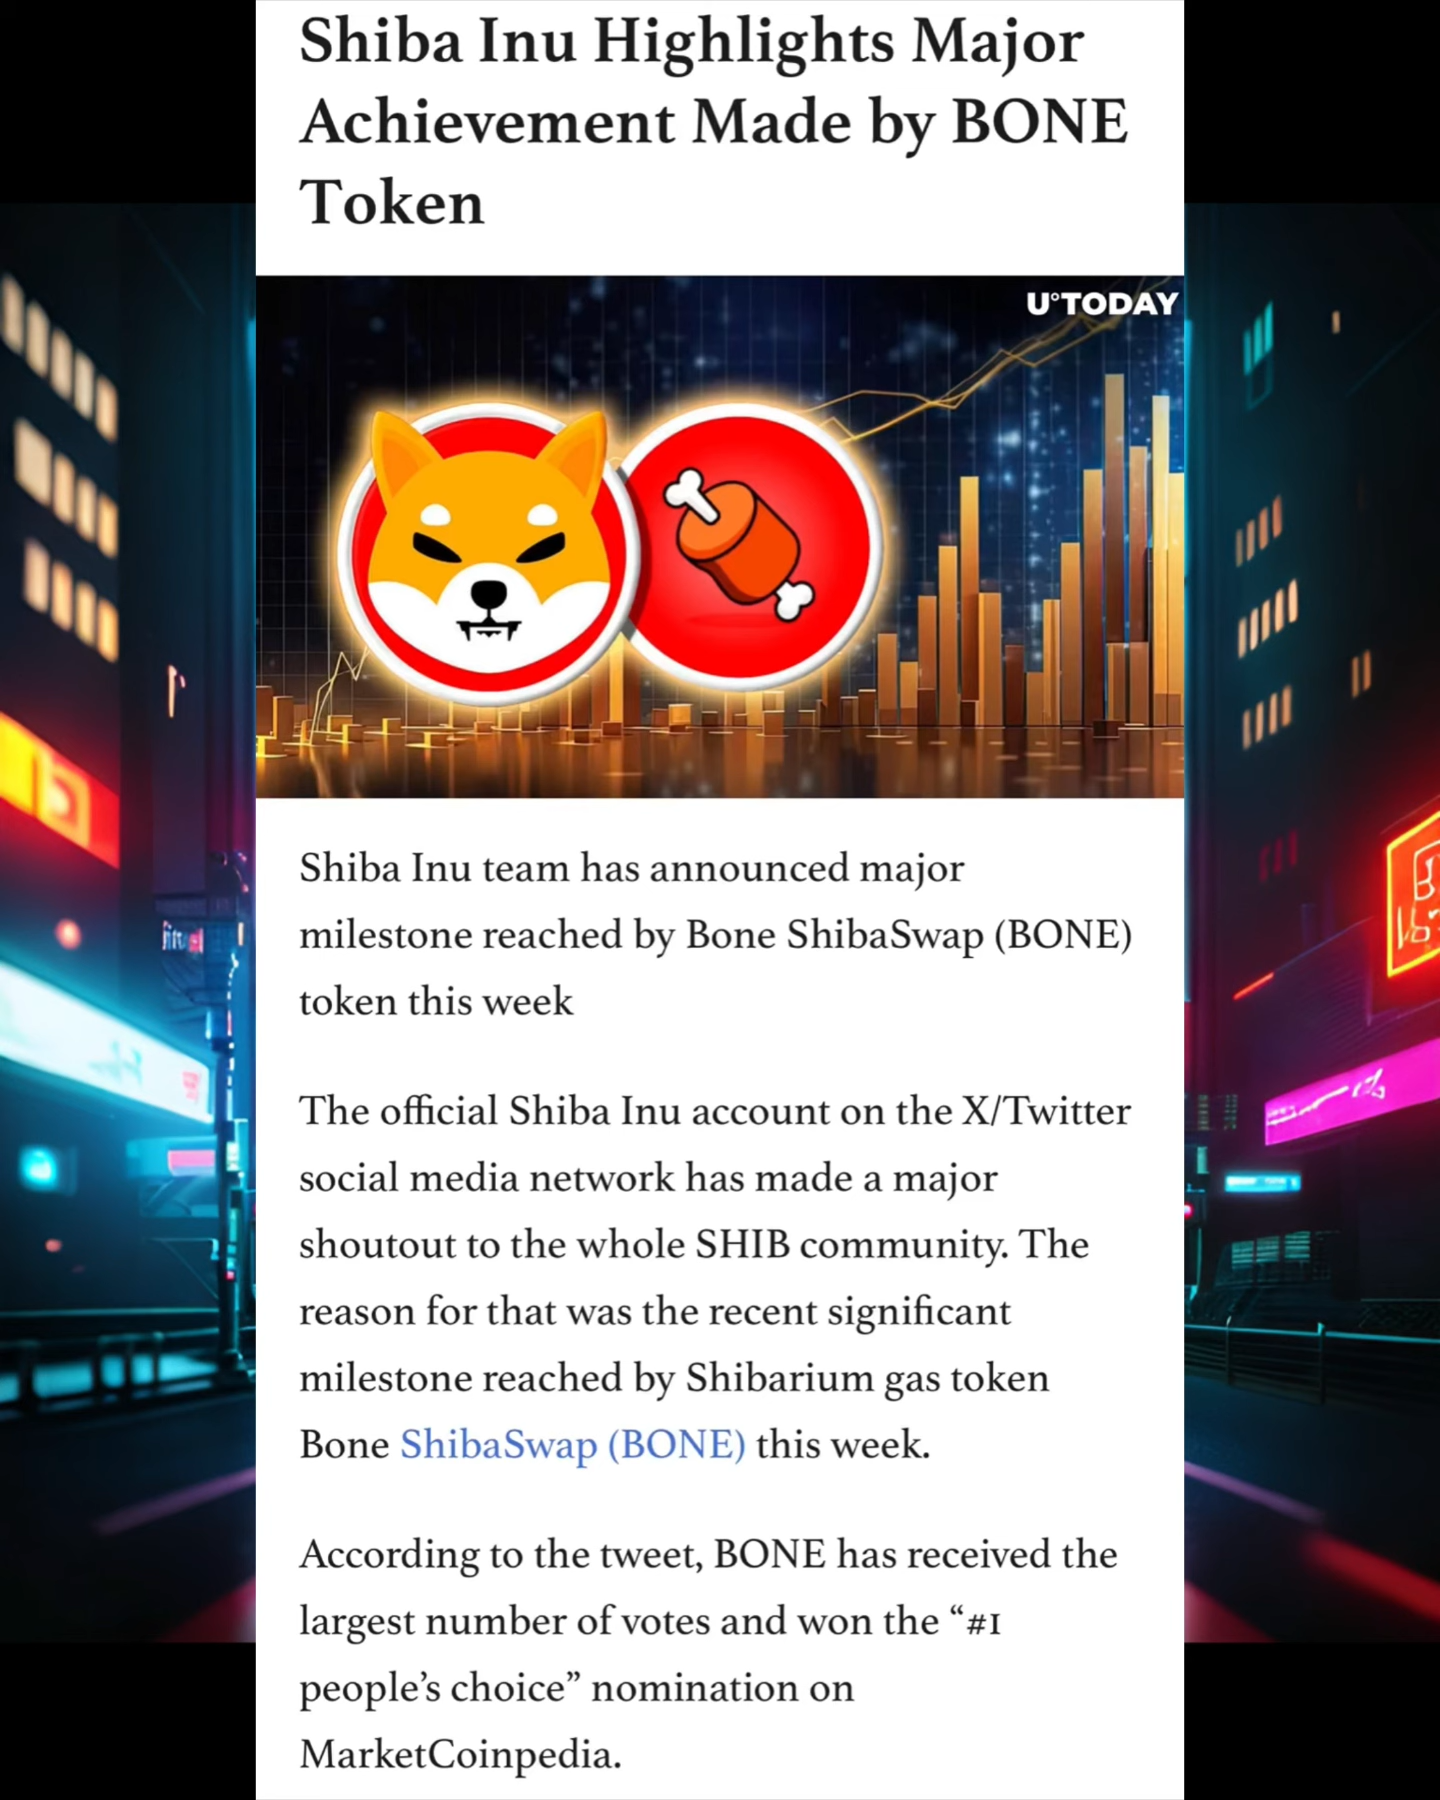 Shiba Inu Highlights Major
Achievement Made by BONE
Token
U°TODAY
Shiba Inu team has announced major
milestone reached by Bone ShibaSwap (BONE)
token this week
The official Shiba Inu account on the X/Twitter
social media network has made a major
shoutout to the whole SHIB community. The
reason for that was the recent significant
milestone reached by Shibarium gas token
Bone ShibaSwap (BONE) this week.
According to the tweet, BONE has received the
largest number of votes and won the “#1
people’s choice” nomination on
MarketCoinpedia.